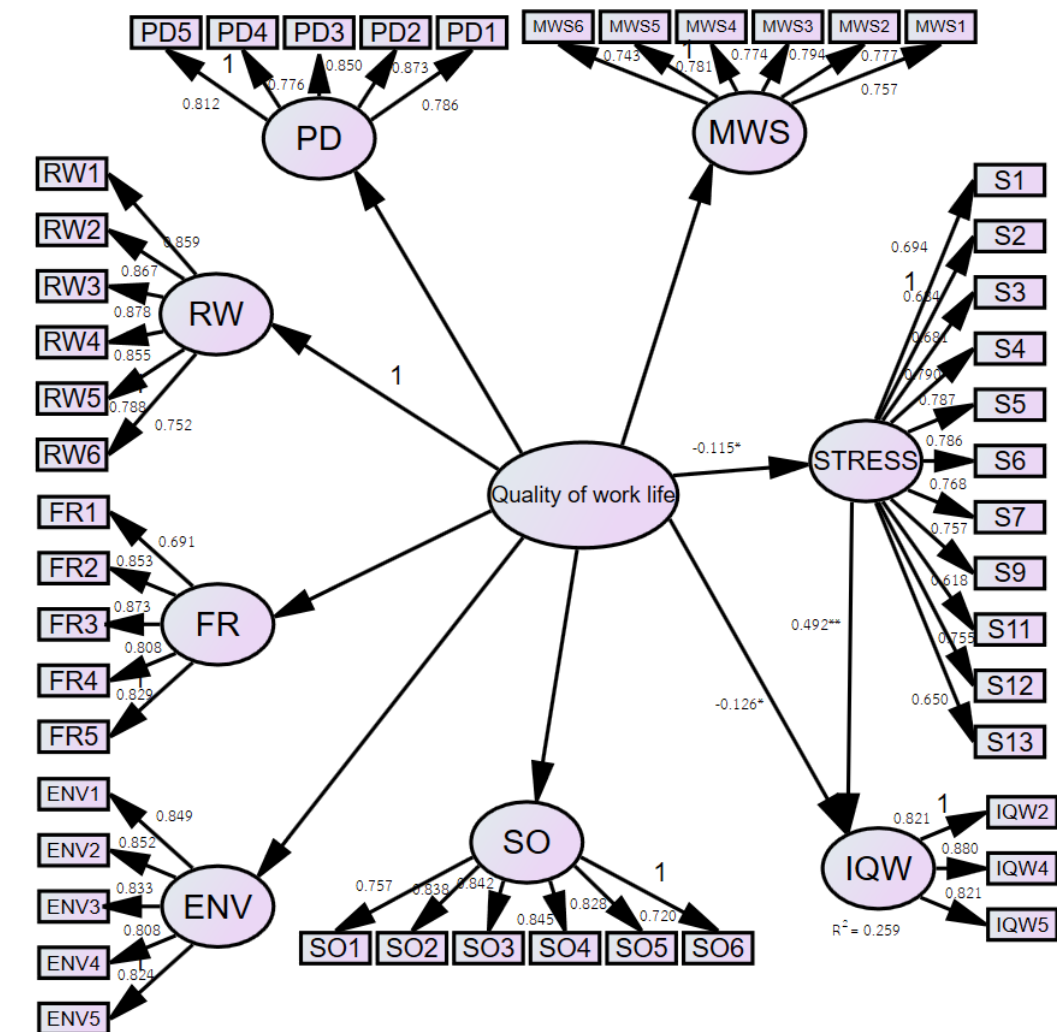 PD5 PD4 PD3 PD2 PD1
MWS6 MWS5 MWS4 MWS3 MWS2 MWS1
1
0.812 0.776 0.850 0.873 0.786
1
0.743 0.781 0.774 0.794 0.777 0.757
PD
MWS
RW1
RW2
RW3
RW4
RW5
RW6
0.859
0.867
0.878
0.855
0.788
0.752
RW
1
S1
S2
S3
S4
S5
S6
S7
S9
S11
S12
S13
0.694
1
0.684
0.681
0.790
0.787
0.786
0.768
0.757
0.618
0.755
0.650
STRESS
-0.115*
Quality of work life
FR1
FR2
FR3
FR4
FR5
0.691
0.853
0.873
0.808
0.829
FR
0.492**
-0.126*
ENV1
ENV2
ENV3
ENV4
ENV5
0.849
0.852
0.833
0.808
0.824
ENV
SO
0.757 0.838 0.842 0.845 0.828 0.720
1
SO1 SO2 SO3 SO4 SO5 SO6
IQW
R² = 0.259
0.821
1
0.880
0.821
IQW2
IQW4
IQW5